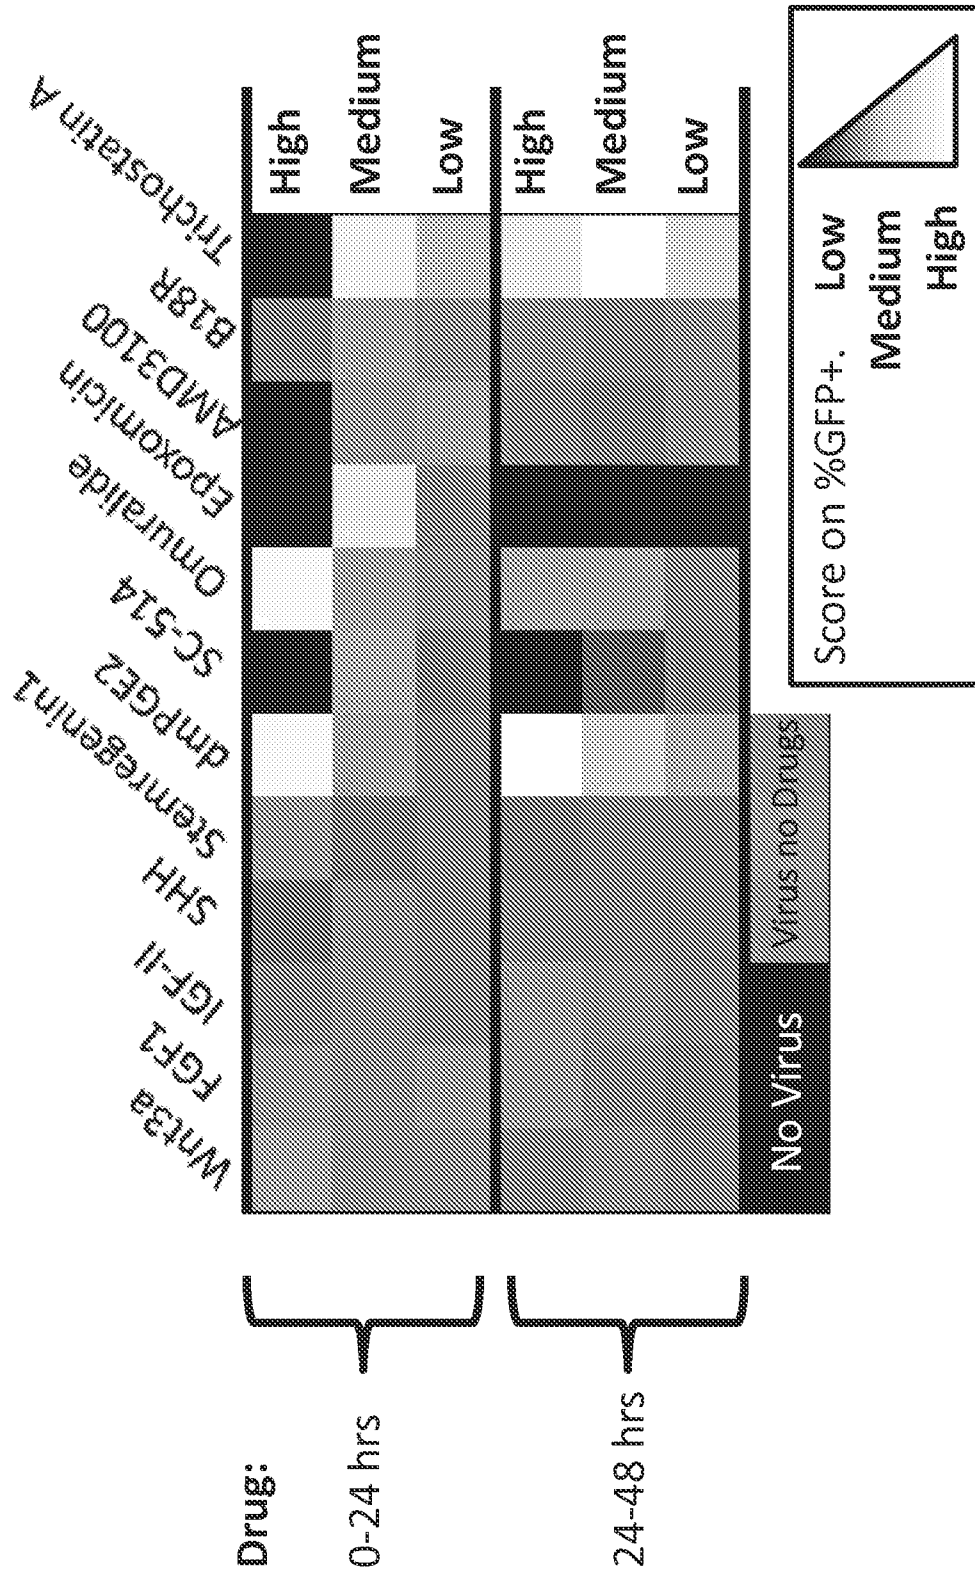 Drug:
0-24 hrs
24-48 hrs
Wnt3a
FGF1
IGF-II
SHH
Stemregenin1
dmPGE2
SC-514
Omuralide
Epoxomicin
AMD3100
B18R
Trichostatin A
High
Medium
Low
High
Medium
Low
No Virus
Virus no Drugs
Score on %GFP+. Low
Medium
High